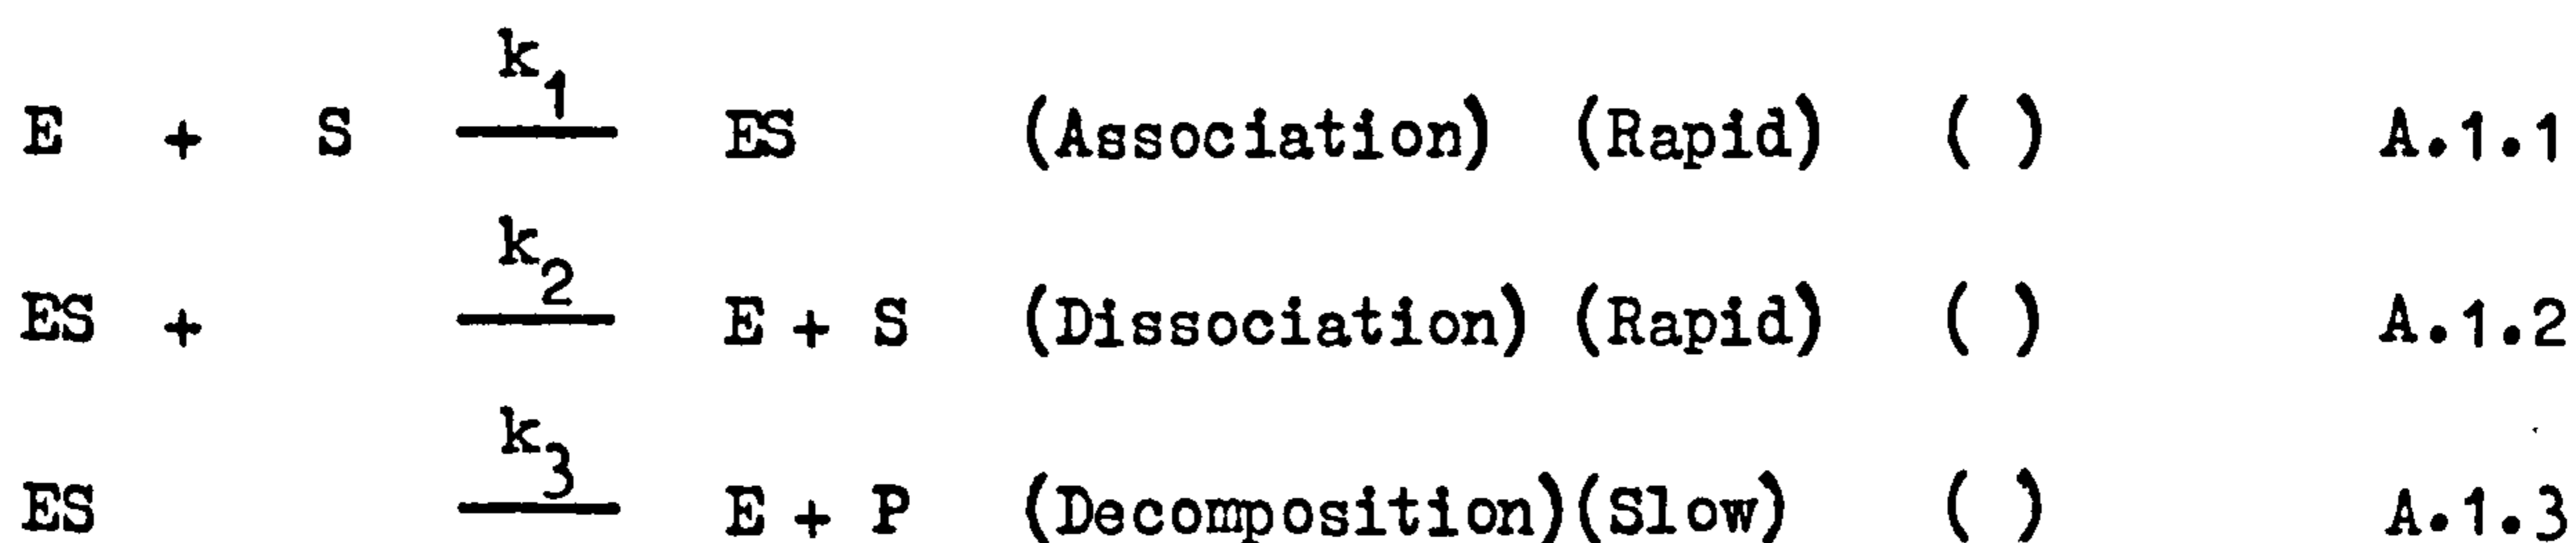 k₁
E + S — ES (Association) (Rapid) ( ) A.1.1
k₂
ES + — E + S (Dissociation) (Rapid) ( ) A.1.2
k₃
ES — E + P (Decomposition)(Slow) ( ) A.1.3